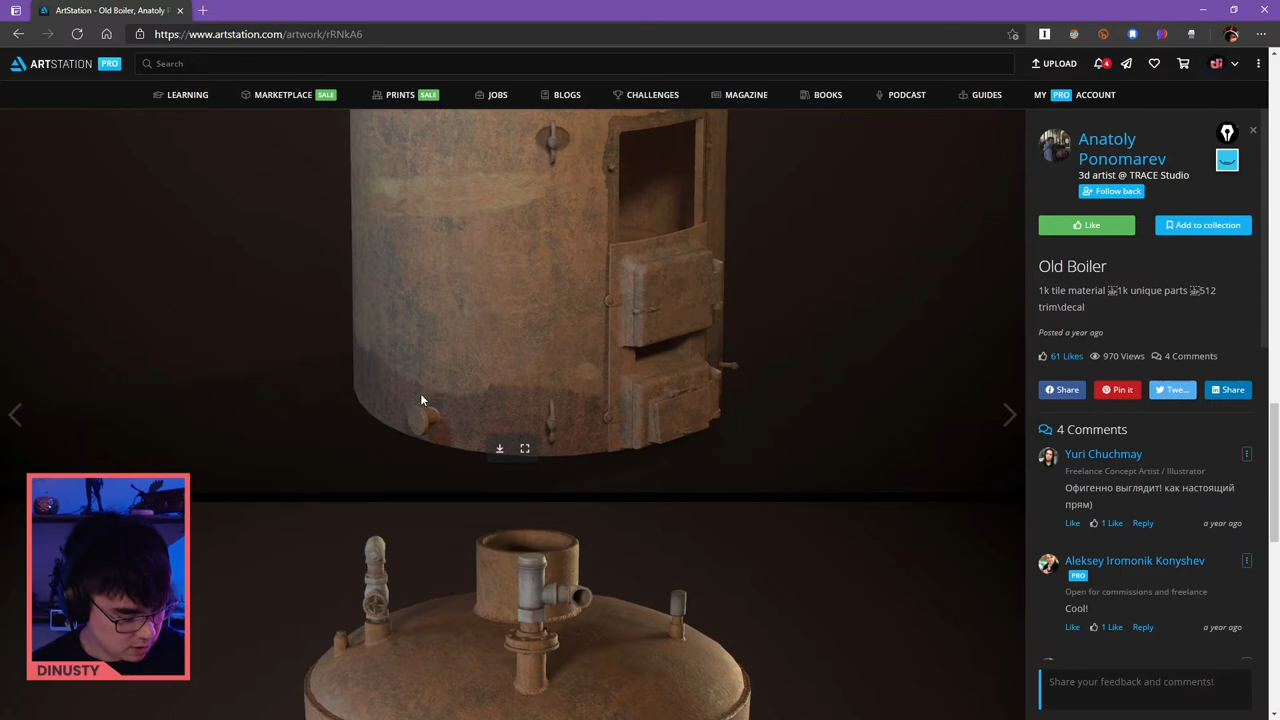 ArtStation - Old Boiler, Anatoly P
https://www.artstation.com/artwork/rRNkA6
ARTSTATION PRO
Search
UPLOAD
4
LEARNING
MARKETPLACE SALE
PRINTS SALE
JOBS
BLOGS
CHALLENGES
MAGAZINE
BOOKS
PODCAST
GUIDES
MY PRO ACCOUNT
Anatoly
Ponomarev
3d artist @ TRACE Studio
Follow back
Like
Add to collection
Old Boiler
1k tile material 1k unique parts 512
trim\decal
Posted a year ago
61 Likes 970 Views 4 Comments
Share
Pin it
Twe...
Share
4 Comments
Yuri Chuchmay
Freelance Concept Artist / Illustrator
Офигенно выглядит! как настоящий
прям)
Like 1 Like Reply a year ago
Aleksey Iromonik Konyshev
PRO
Open for commissions and freelance
Cool!
Like 1 Like Reply a year ago
Share your feedback and comments!
DINUSTY